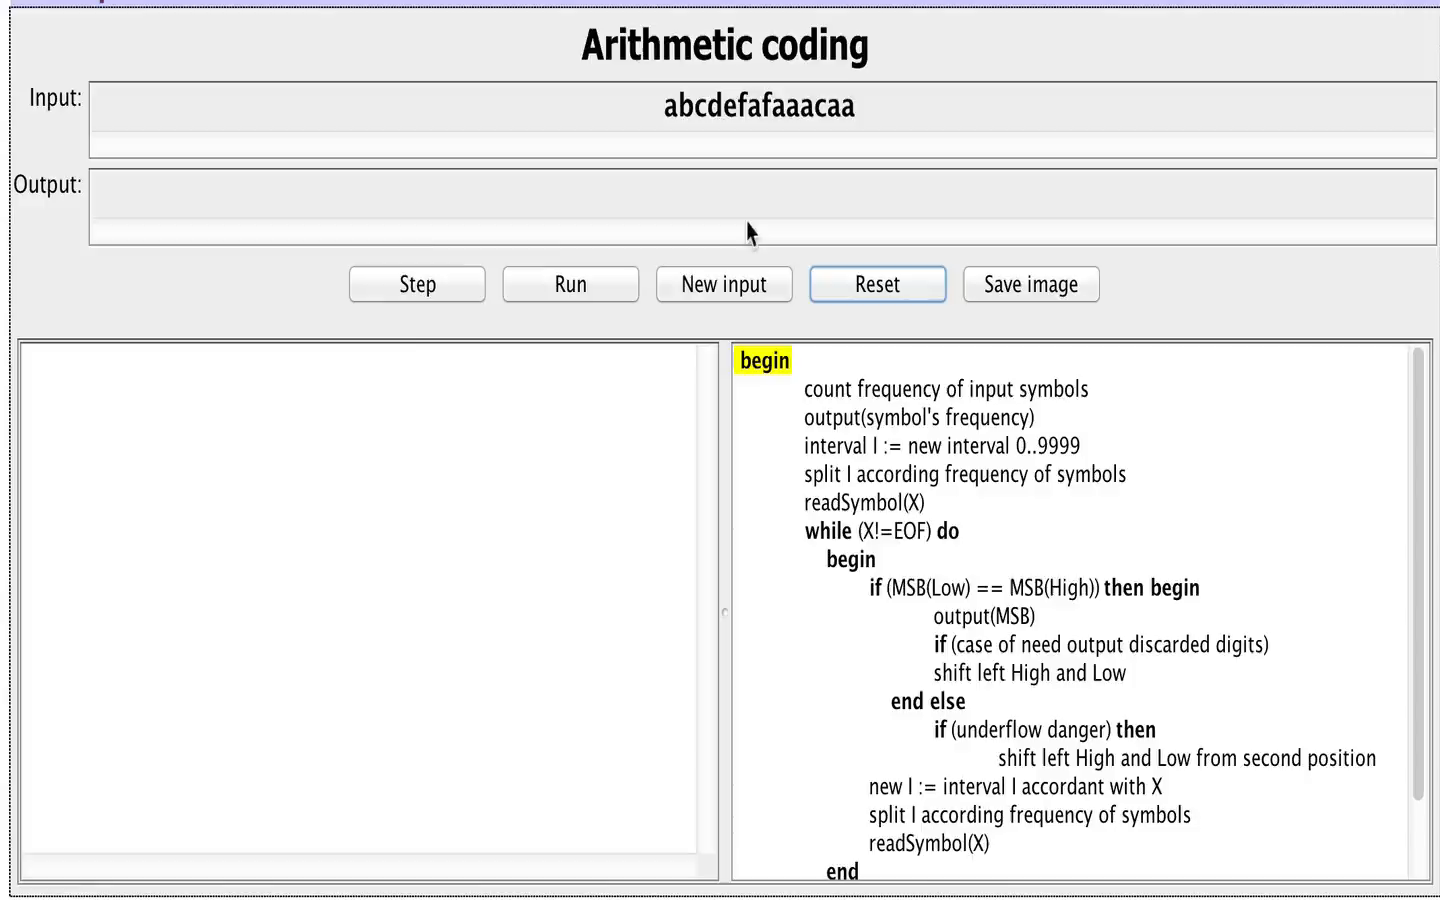 Arithmetic coding
Input:
abcdefafaaacaa
Output:
Step Run New input Reset Save image
begin
count frequency of input symbols
output(symbol's frequency)
interval I := new interval 0..9999
split I according frequency of symbols
readSymbol(X)
while (X!=EOF) do
begin
if (MSB(Low) == MSB(High)) then begin
output(MSB)
if (case of need output discarded digits)
shift left High and Low
end else
if (underflow danger) then
shift left High and Low from second position
new I := interval I accordant with X
split I according frequency of symbols
readSymbol(X)
end